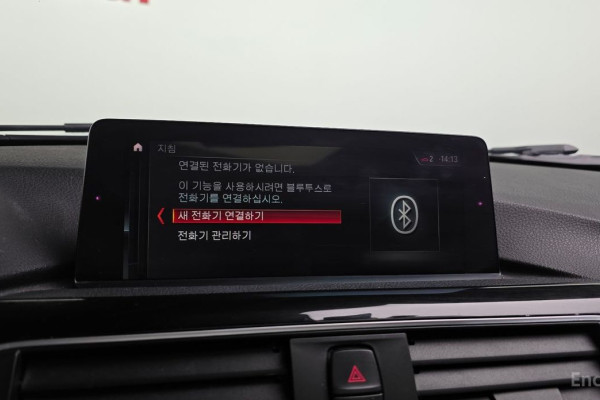 지침
2 14:13
연결된 전화기가 없습니다.
이 기능을 사용하시려면 블루투스로
전화기를 연결하십시오.
새 전화기 연결하기
전화기 관리하기
Enc